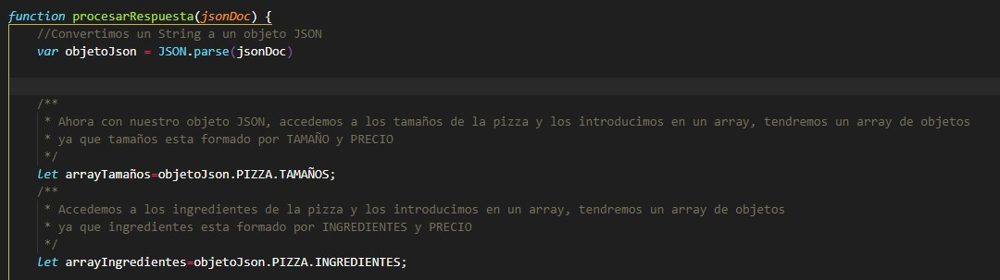 function procesarRespuesta(jsonDoc) {
//Convertimos un String a un objeto JSON
var objetoJson = JSON.parse(jsonDoc)
/**
* Ahora con nuestro objeto JSON, accedemos a los tamaños de la pizza y los introducimos en un array, tendremos un array de objetos
* ya que tamaños esta formado por TAMAÑO y PRECIO
*/
let arrayTamaños=objetoJson.PIZZA.TAMAÑOS;
/**
* Accedemos a los ingredientes de la pizza y los introducimos en un array, tendremos un array de objetos
* ya que ingredientes esta formado por INGREDIENTES y PRECIO
*/
let arrayIngredientes=objetoJson.PIZZA.INGREDIENTES;